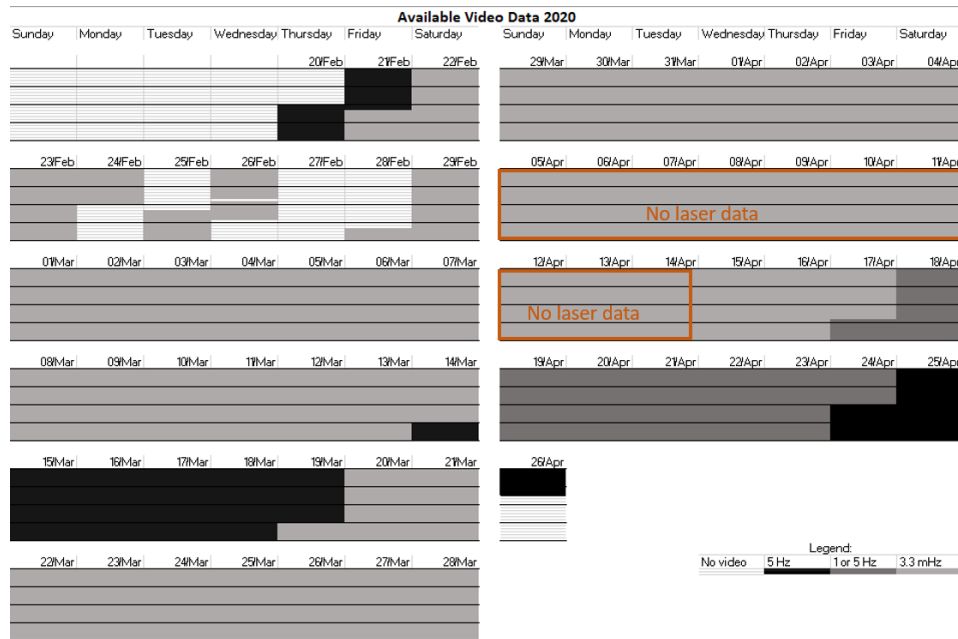 Available Video Data 2020
Sunday Monday Tuesday Wednesday Thursday Friday Saturday
20/Feb 21/Feb 22/Feb
23/Feb 24/Feb 25/Feb 26/Feb 27/Feb 28/Feb 29/Feb
01/Mar 02/Mar 03/Mar 04/Mar 05/Mar 06/Mar 07/Mar
08/Mar 09/Mar 10/Mar 11/Mar 12/Mar 13/Mar 14/Mar
15/Mar 16/Mar 17/Mar 18/Mar 19/Mar 20/Mar 21/Mar
22/Mar 23/Mar 24/Mar 25/Mar 26/Mar 27/Mar 28/Mar
Sunday Monday Tuesday Wednesday Thursday Friday Saturday
29/Mar 30/Mar 31/Mar 01/Apr 02/Apr 03/Apr 04/Apr
05/Apr 06/Apr 07/Apr 08/Apr 09/Apr 10/Apr 11/Apr
No laser data
12/Apr 13/Apr 14/Apr 15/Apr 16/Apr 17/Apr 18/Apr
No laser data
19/Apr 20/Apr 21/Apr 22/Apr 23/Apr 24/Apr 25/Apr
26/Apr
Legend:
No video 5 Hz 1 or 5 Hz 3.3 mHz